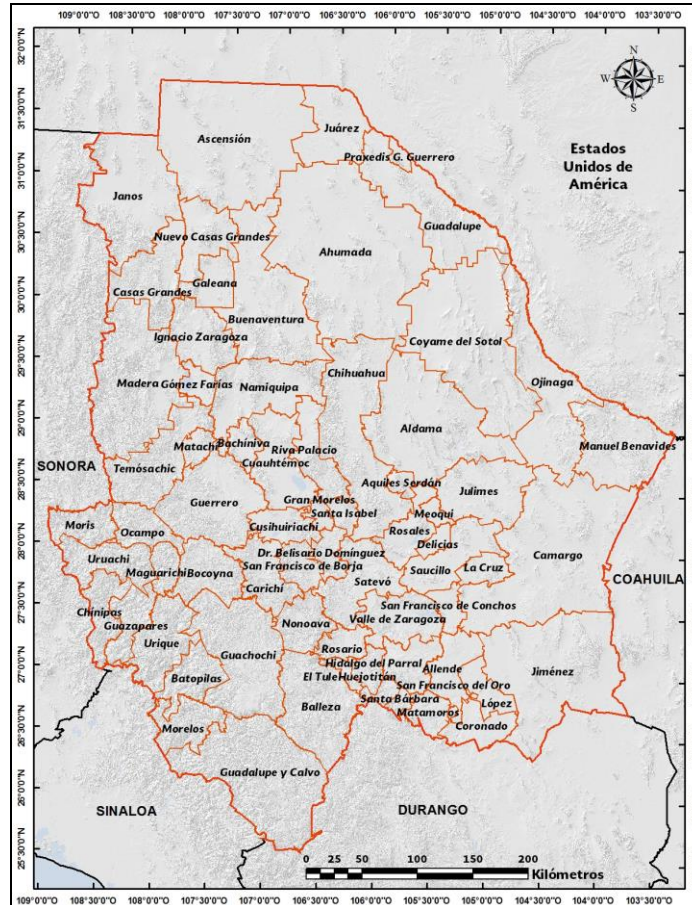 109°0'0"W 108°30'0"W 108°0'0"W 107°30'0"W 107°0'0"W 106°30'0"W 106°0'0"W 105°30'0"W 105°0'0"W 104°30'0"W 104°0'0"W 103°30'0"W
32°0'0"N
31°30'0"N
31°0'0"N
30°30'0"N
30°0'0"N
29°30'0"N
29°0'0"N
28°30'0"N
28°0'0"N
27°30'0"N
27°0'0"N
26°30'0"N
26°0'0"N
25°30'0"N
N
W E
S
Ascensión
Juárez
Praxedis G. Guerrero
Estados
Unidos de
América
Janos
Nuevo Casas Grandes
Guadalupe
Ahumada
Galeana
Casas Grandes
Buenaventura
Ignacio Zaragoza
Coyame del Sotol
Chihuahua
Ojinaga
Madera
Gómez Farías
Namiquipa
Aldama
Matachí
Bachíniva
Riva Palacio
Manuel Benavides
Cuauhtémoc
SONORA
Temósachic
Aquiles Serdán
Julimes
Guerrero
Gran Morelos
Santa Isabel
Meoqui
Moris
Ocampo
Cusihuiriachi
Rosales
Delicias
Camargo
Uruachi
Maguarichi
Bocoyna
Dr. Belisario Domínguez
San Francisco de Borja
Saucillo
La Cruz
COAHUILA
Carichí
Satevó
Chínipas
Guazapares
Nonoava
San Francisco de Conchos
Valle de Zaragoza
Urique
Guachochi
Rosario
Hidalgo del Parral
Allende
Jiménez
Batopilas
El Tule
Huejotitán
San Francisco del Oro
Santa Bárbara
López
Balleza
Matamoros
Coronado
Morelos
Guadalupe y Calvo
SINALOA
DURANGO
0 25 50 100 150 200
Kilómetros
109°0'0"W 108°30'0"W 108°0'0"W 107°30'0"W 107°0'0"W 106°30'0"W 106°0'0"W 105°30'0"W 105°0'0"W 104°30'0"W 104°0'0"W 103°30'0"W